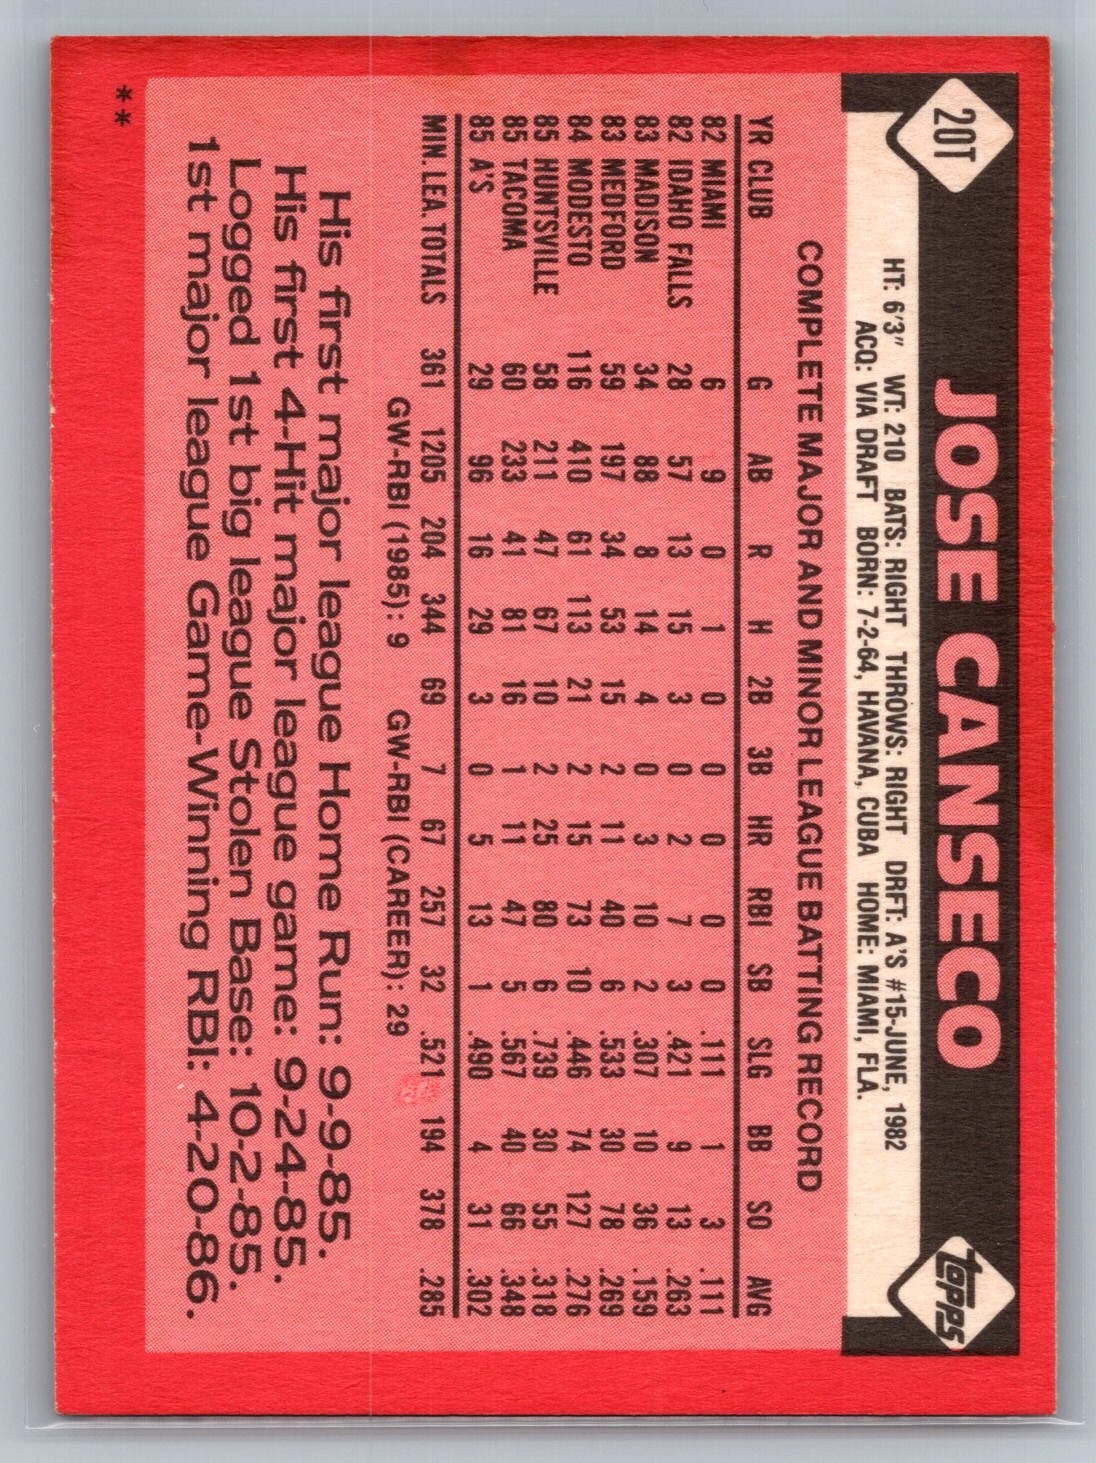 20T
JOSE CANSECO
topps
HT: 6'3" WT: 210 BATS: RIGHT THROWS: RIGHT DRFT: A'S #15-JUNE, 1982
ACQ: VIA DRAFT BORN: 7-2-64, HAVANA, CUBA HOME: MIAMI, FLA.
COMPLETE MAJOR AND MINOR LEAGUE BATTING RECORD
YR CLUB G AB R H 2B 3B HR RBI SB SLG BB SO AVG
82 MIAMI 6 9 0 1 0 0 0 0 0 .111 1 3 .111
82 IDAHO FALLS 28 57 13 15 3 0 2 7 3 .421 9 13 .263
83 MADISON 34 88 8 14 4 0 3 10 2 .307 10 36 .159
83 MEDFORD 59 197 34 53 15 2 11 40 6 .533 30 78 .269
84 MODESTO 116 410 61 113 21 2 15 73 10 .446 74 127 .276
85 HUNTSVILLE 58 211 47 67 10 2 25 80 6 .739 30 55 .318
85 TACOMA 60 233 41 81 16 1 11 47 5 .567 40 66 .348
85 A'S 29 96 16 29 3 0 5 13 1 .490 4 31 .302
MIN. LEA. TOTALS 361 1205 204 344 69 7 67 257 32 .521 194 378 .285
GW-RBI (1985): 9 GW-RBI (CAREER): 29
His first major league Home Run: 9-9-85.
His first 4-Hit major league game: 9-24-85.
Logged 1st big league Stolen Base: 10-2-85.
1st major league Game-Winning RBI: 4-20-86.
**